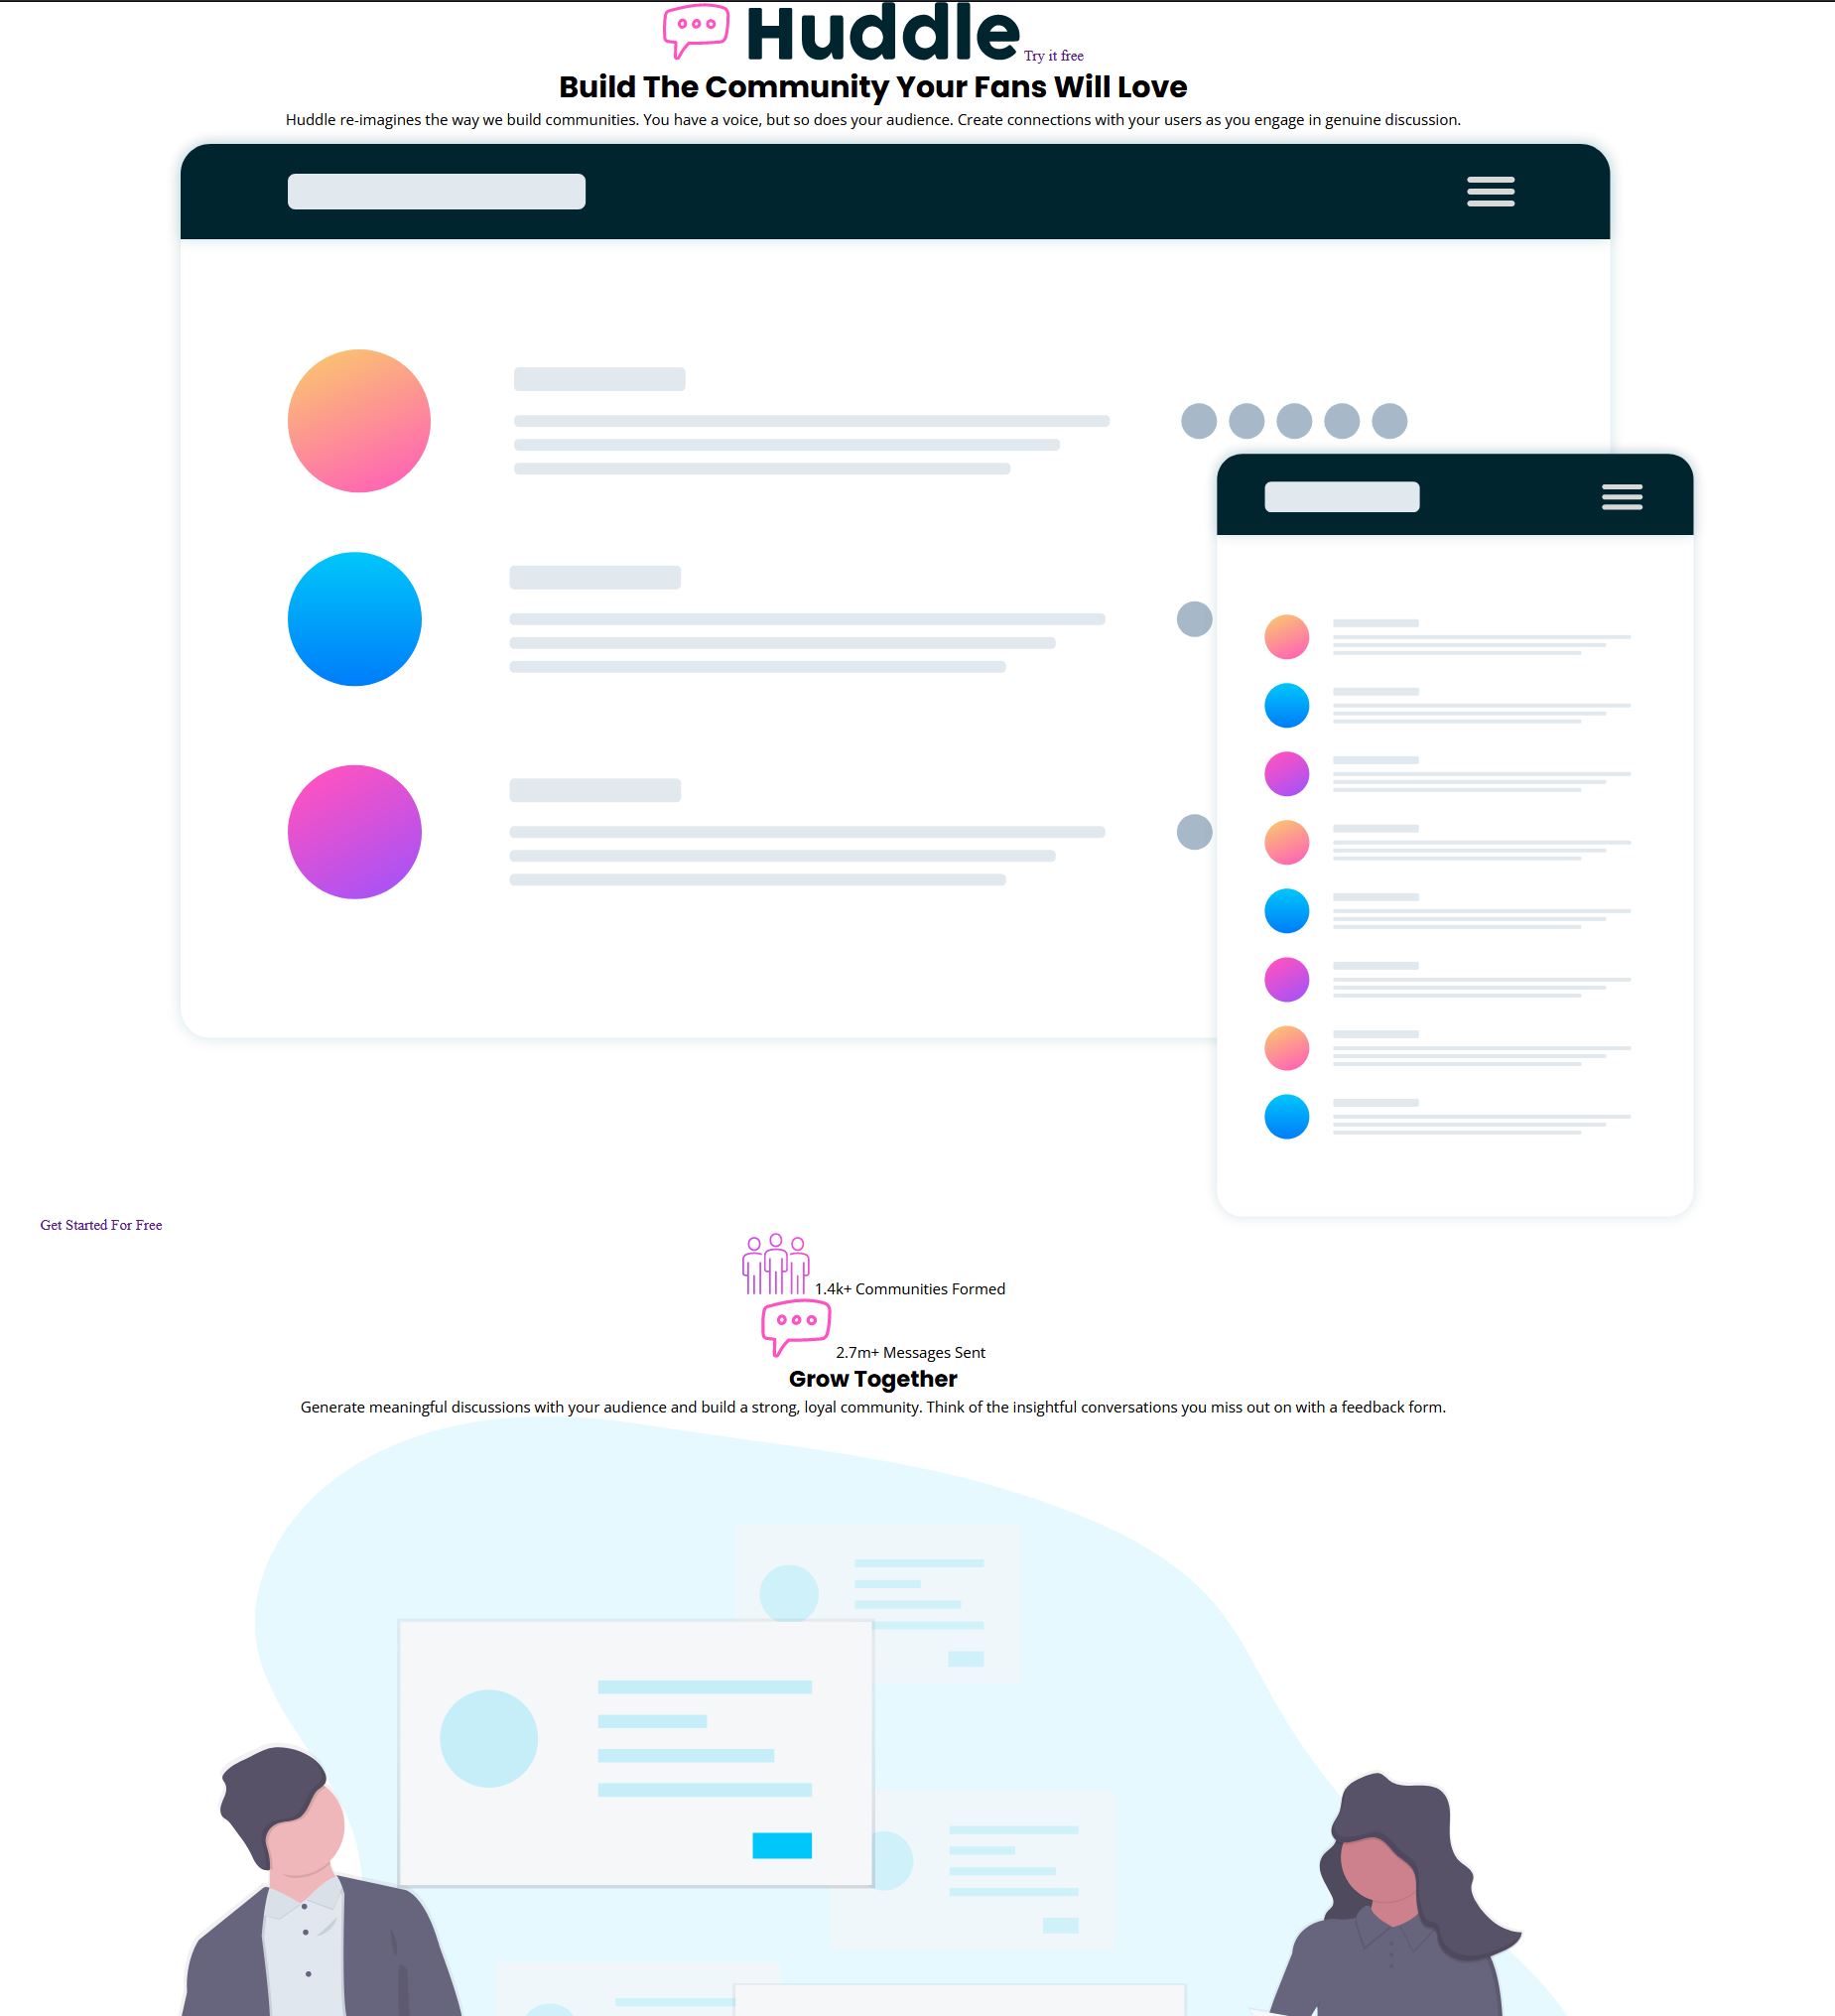 Huddle Try it free
Build The Community Your Fans Will Love
Huddle re-imagines the way we build communities. You have a voice, but so does your audience. Create connections with your users as you engage in genuine discussion.
Get Started For Free
1.4k+ Communities Formed
2.7m+ Messages Sent
Grow Together
Generate meaningful discussions with your audience and build a strong, loyal community. Think of the insightful conversations you miss out on with a feedback form.